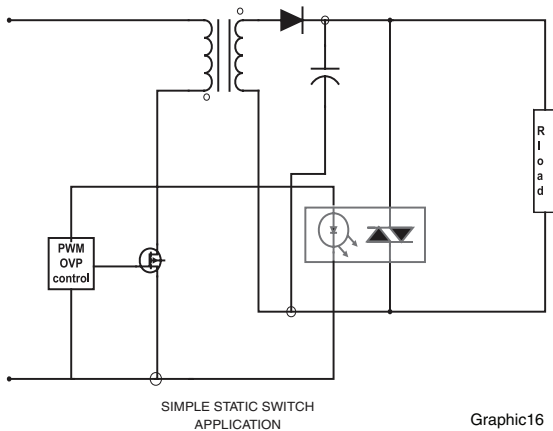 R
l
o
a
d
PWM
OVP
control
SIMPLE STATIC SWITCH
APPLICATION
Graphic16